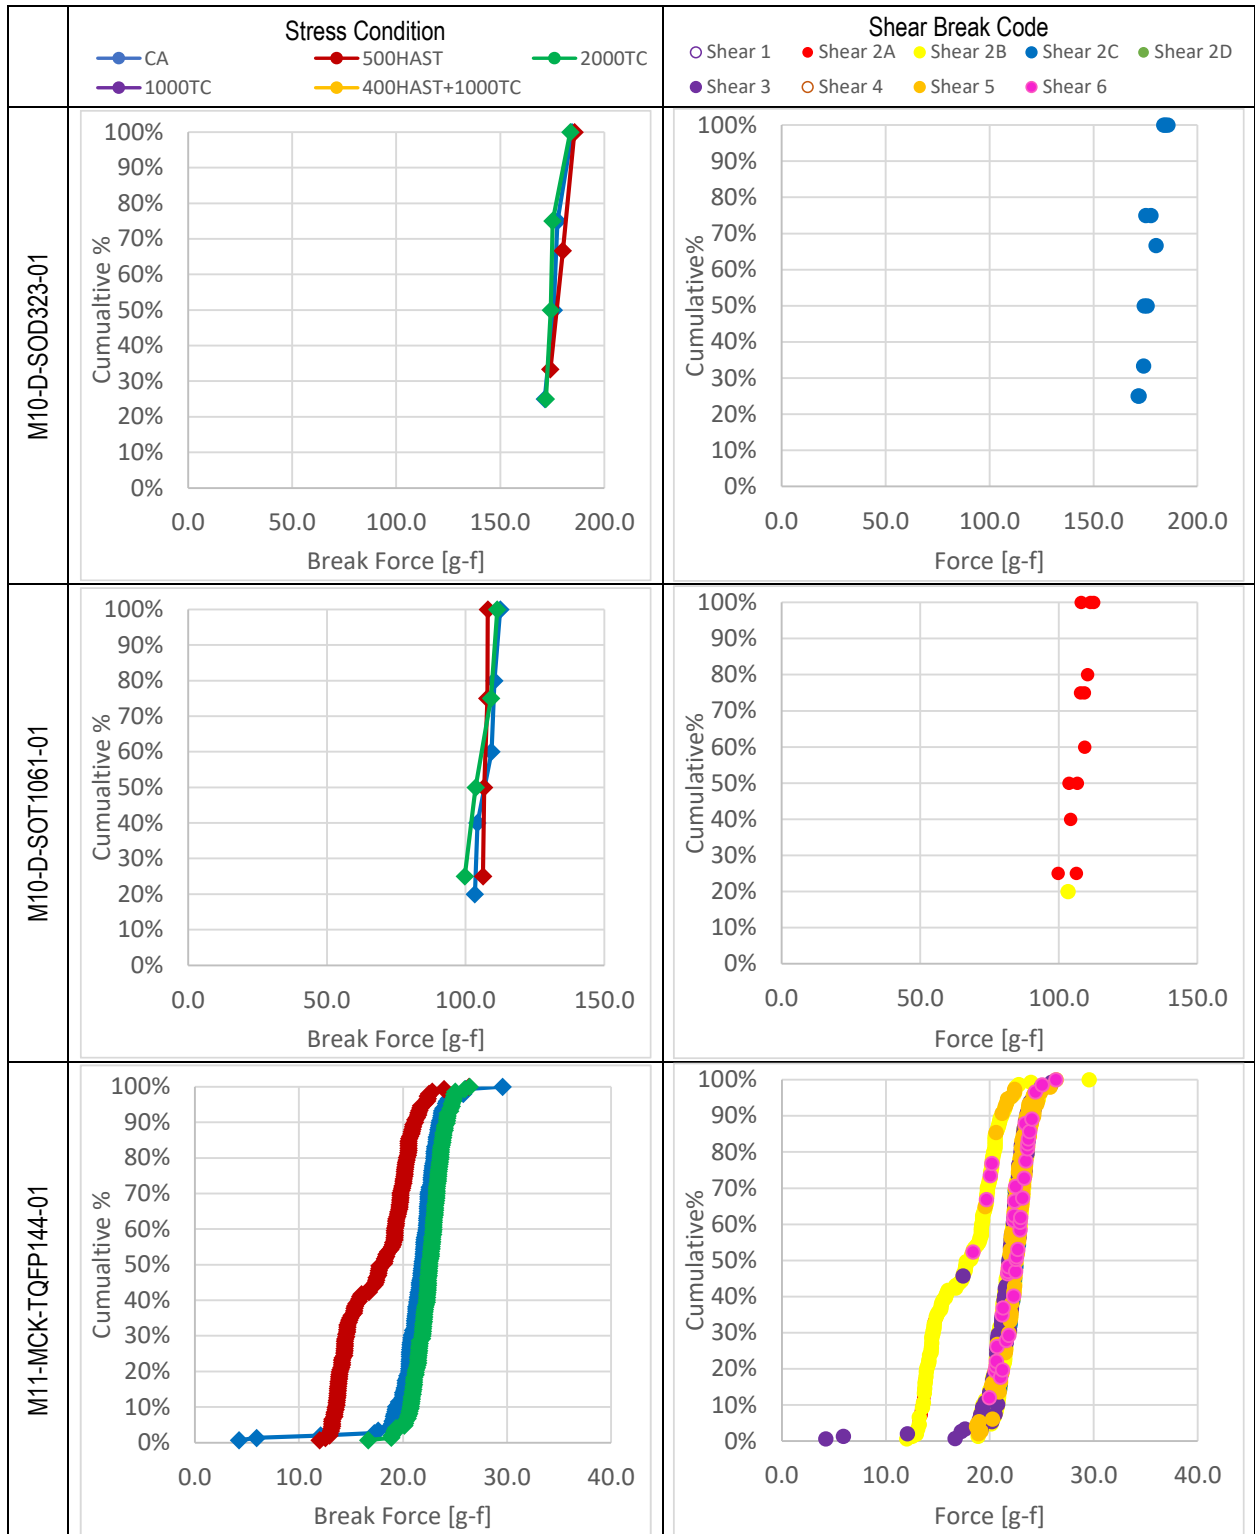 Stress Condition
CA 500HAST 2000TC
1000TC 400HAST+1000TC
Shear Break Code
Shear 1 Shear 2A Shear 2B Shear 2C Shear 2D
Shear 3 Shear 4 Shear 5 Shear 6
M10-D-SOD323-01
Cumualtive %
100%
90%
80%
70%
60%
50%
40%
30%
20%
10%
0%
0.0 50.0 100.0 150.0 200.0
Break Force [g-f]
Cumulative%
100%
90%
80%
70%
60%
50%
40%
30%
20%
10%
0%
0.0 50.0 100.0 150.0 200.0
Force [g-f]
M10-D-SOT1061-01
Cumualtive %
100%
90%
80%
70%
60%
50%
40%
30%
20%
10%
0%
0.0 50.0 100.0 150.0
Break Force [g-f]
Cumulative%
100%
90%
80%
70%
60%
50%
40%
30%
20%
10%
0%
0.0 50.0 100.0 150.0
Force [g-f]
M11-MCK-TQFP144-01
Cumualtive %
100%
90%
80%
70%
60%
50%
40%
30%
20%
10%
0%
0.0 10.0 20.0 30.0 40.0
Break Force [g-f]
Cumulative%
100%
90%
80%
70%
60%
50%
40%
30%
20%
10%
0%
0.0 10.0 20.0 30.0 40.0
Force [g-f]